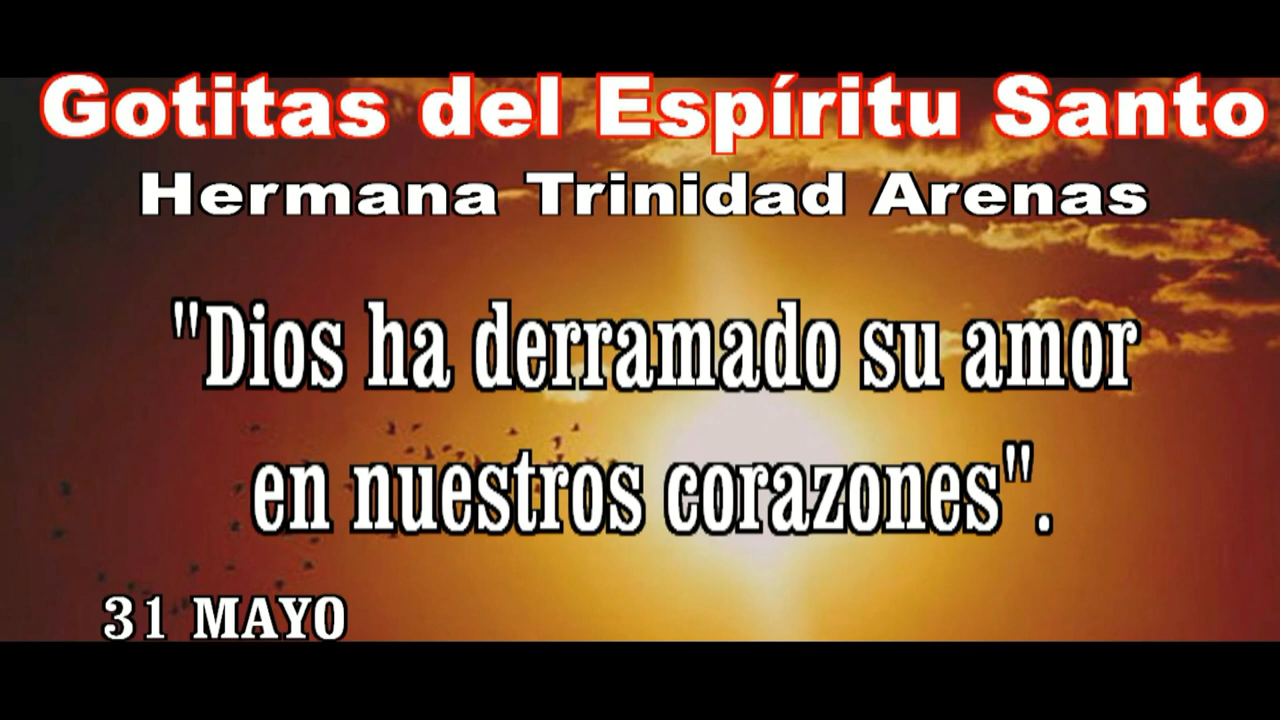 Gotitas del Espíritu Santo
Hermana Trinidad Arenas
"Dios ha derramado su amor
en nuestros corazones".
31 MAYO